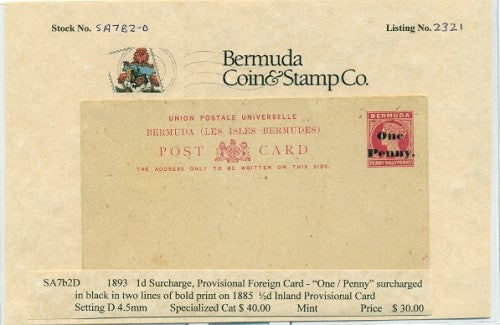 Stock No. SA7B2-D Listing No. 2321
Bermuda
Coin&Stamp Co.
UNION POSTALE UNIVERSELLE
BERMUDA (LES ISLES BERMUDES)
POST CARD
THE ADDRESS ONLY TO BE WRITTEN ON THIS SIDE.
BERMUDA
One
Penny.
PENNY HALFPENNY
SA7b2D 1893 1d Surcharge, Provisional Foreign Card - "One / Penny" surcharged
in black in two lines of bold print on 1885 ½d Inland Provisional Card
Setting D 4.5mm Specialized Cat $ 40.00 Mint Price $ 30.00